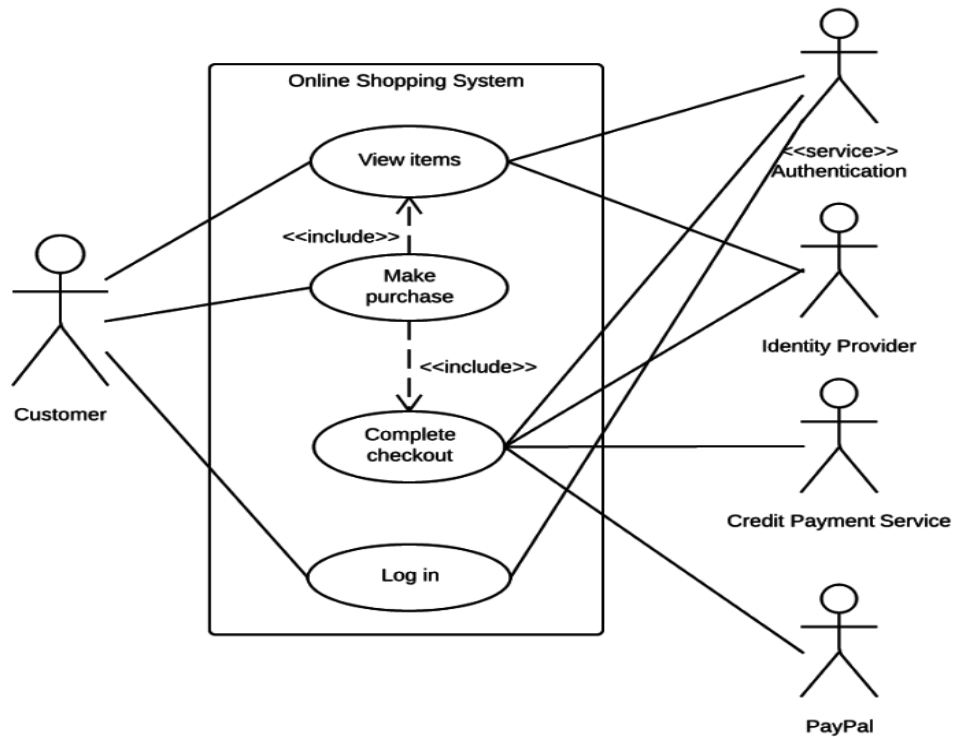 Online Shopping System
View items
<<include>>
Make
purchase
<<include>>
Complete
checkout
Log in
Customer
<<service>>
Authentication
Identity Provider
Credit Payment Service
PayPal